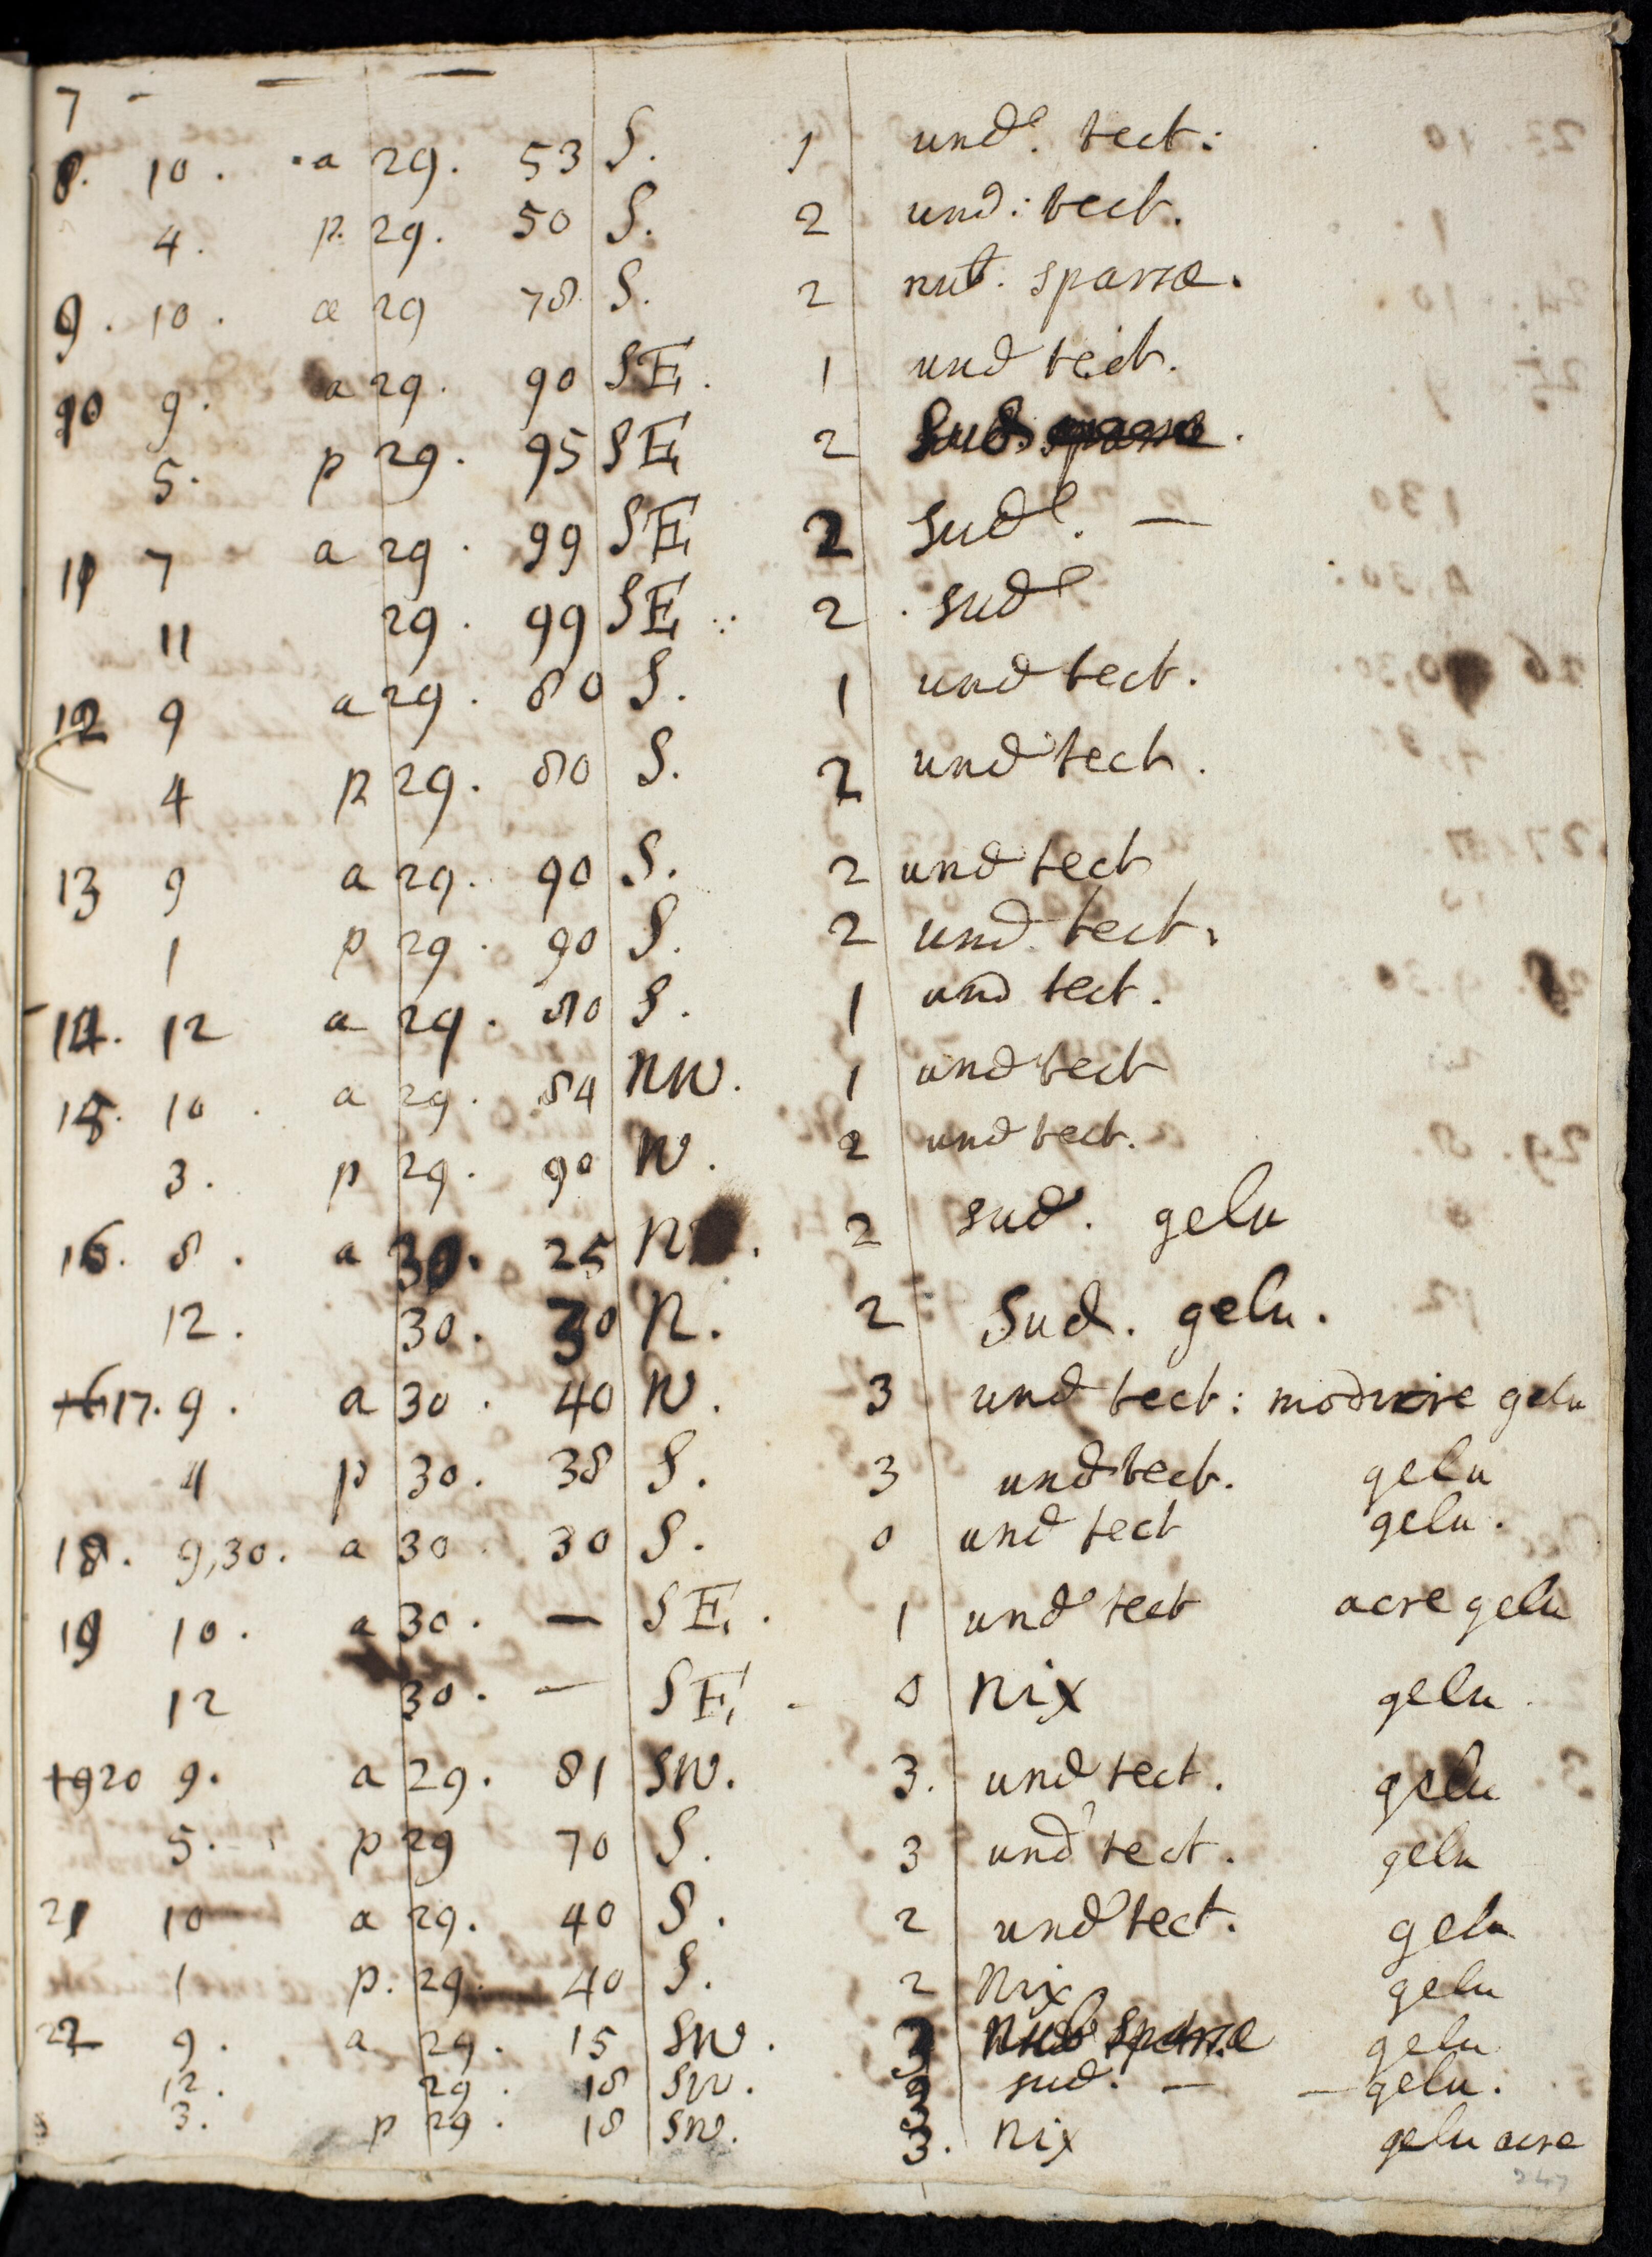 7 - — —
8. 10. a 29. 53 S. 1 und. tect:
4. p. 29. 50 S. 2 und: tect.
9. 10. a 29 78 S. 2 nub. sparsæ.
10 9. a 29. 90 SE. 1 und tect.
5. p 29. 95 SE 2 Sud.
11 7 a 29. 99 SE 2 Sud. —
11 29. 99 SE 2 sud
12 9 a 29. 80 S. 1 und tect.
4 p 29. 80 S. 2 und tect.
13 9 a 29. 90 S. 2 und tect
1 p 29. 90 S. 2 und tect.
14. 12 a 29. 80 S. 1 und tect.
15. 10. a 29. 84 NW. 1 und tect
3. p 29. 90 W. 2 und tect.
16. 8. a 30. 25 N 2 sud. gelu
12. 30. 30 N. 2 Sud. gelu.
16 17. 9. a 30. 40 W. 3 und tect: gelu
4 p 30. 38 S. 3 und tect. gelu
18. 9,30. a 30. 30 S. 0 und tect gelu.
19 10. a 30. — SE. 1 und tect acre gelu
12 30. — SE. 0 Nix gelu
19 20 9. a 29. 81 SW. 3. und tect. gelu
5. p 29 70 S. 3 und tect. gelu
21 10 a 29. 40 S. 2 und tect. gelu
1 p. 29. 40 S. 2 Nix gelu
22 9. a 29. 15 SW. 3 Nub sparsæ gelu
12. 29. 18 SW. 3 sud. — — gelu.
3. p 29. 18 SW. 3. Nix gelu acre